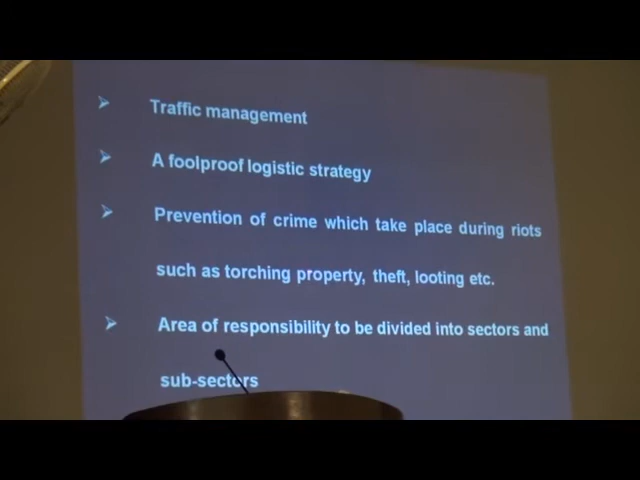 Traffic management
A foolproof logistic strategy
Prevention of crime which take place during riots
such as torching property, theft, looting etc.
Area of responsibility to be divided into sectors and
sub-sectors